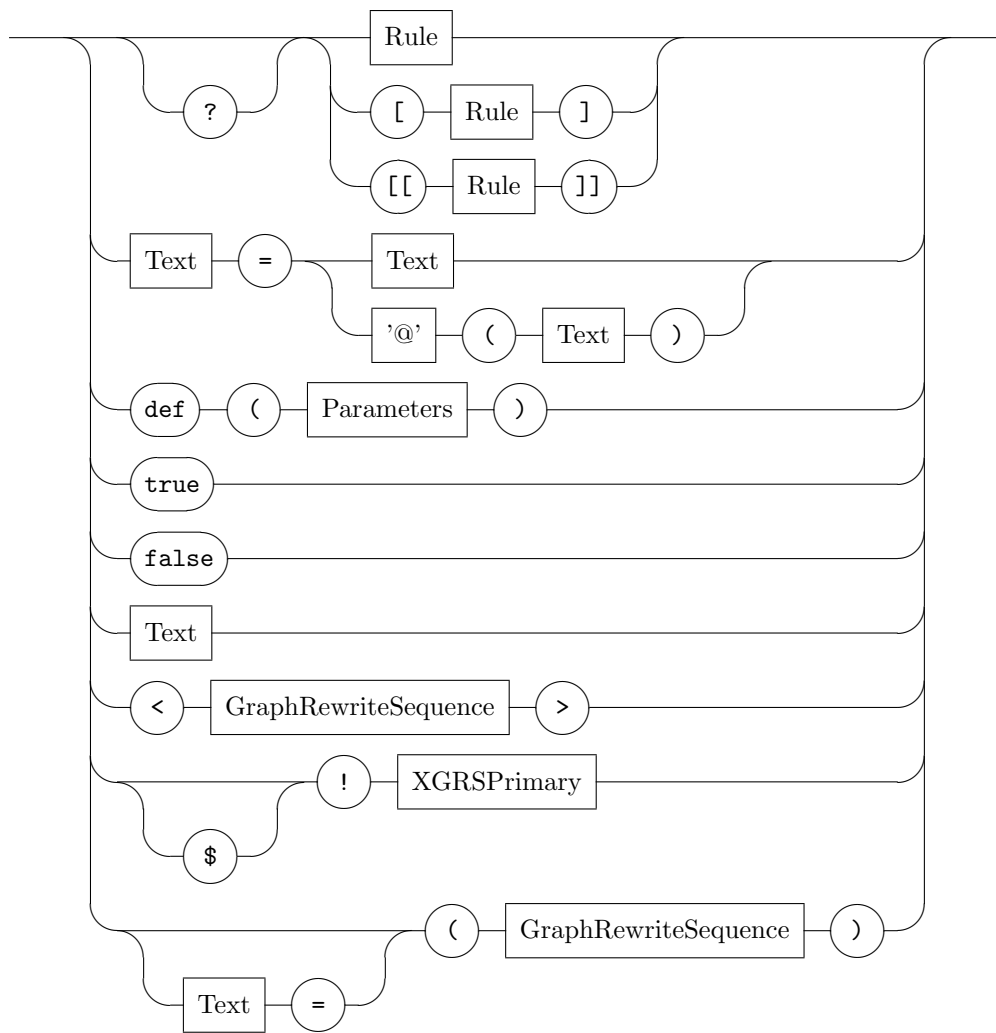 Rule
? [ Rule ]
[[ Rule ]]
Text = Text
'@' ( Text )
def ( Parameters )
true
false
Text
< GraphRewriteSequence >
! XGRSPrimary
$
( GraphRewriteSequence )
Text =